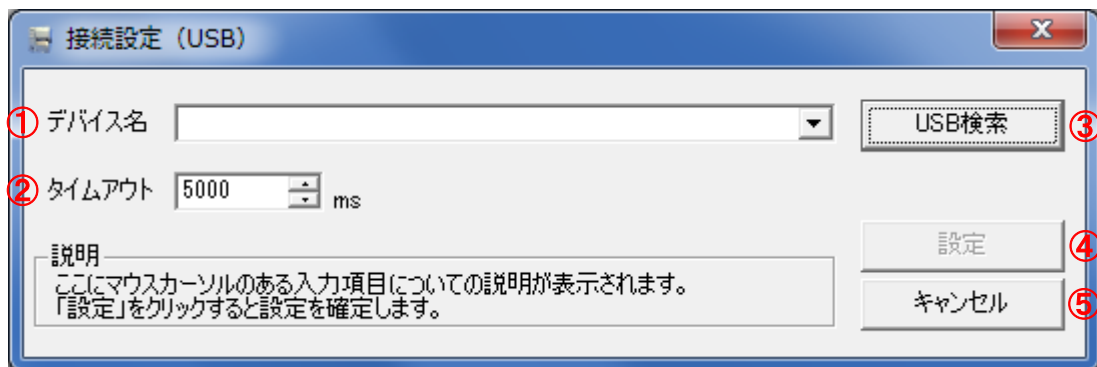 接続設定（USB）
① デバイス名 USB検索 ③
② タイムアウト 5000 ms
設定 ④
説明
ここにマウスカーソルのある入力項目についての説明が表示されます。
「設定」をクリックすると設定を確定します。
キャンセル ⑤